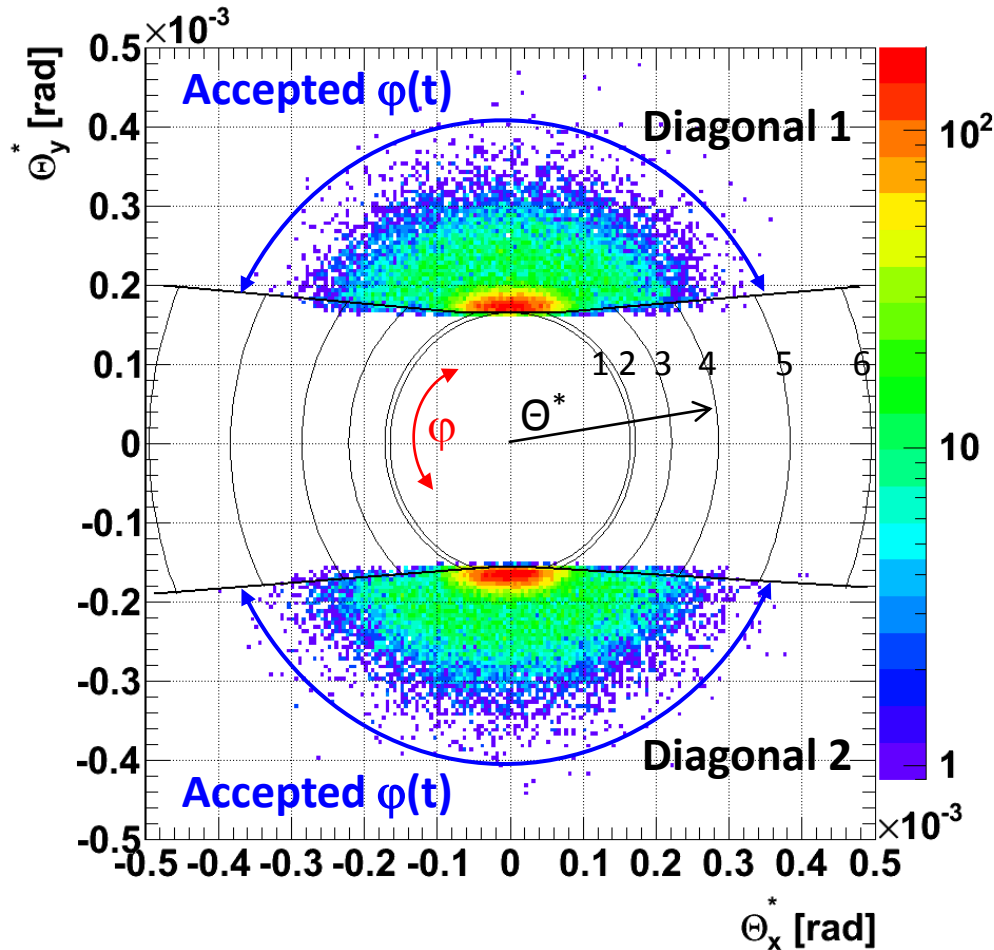 ×10⁻³
0.5
Accepted φ(t)
Diagonal 1
0.4
10²
0.3
0.2
0.1
1 2 3 4 5 6
Θ*
φ
0
10
-0.1
-0.2
-0.3
Diagonal 2
-0.4
1
Accepted φ(t)
×10⁻³
-0.5
-0.5 -0.4 -0.3 -0.2 -0.1 0 0.1 0.2 0.3 0.4 0.5
Θ*y [rad]
Θ*x [rad]